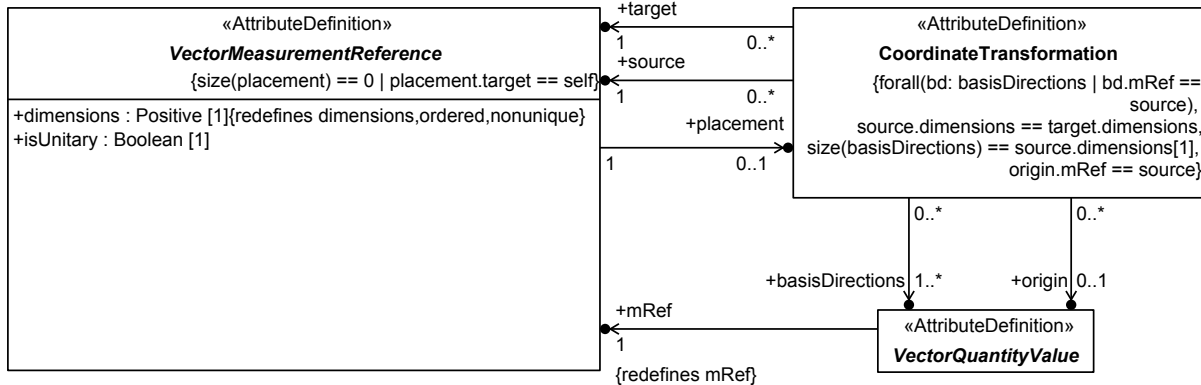 «AttributeDefinition»
VectorMeasurementReference
{size(placement) == 0 | placement.target == self}
+dimensions : Positive [1]{redefines dimensions,ordered,nonunique}
+isUnitary : Boolean [1]
+target
1
0..*
+source
1
0..*
+placement
1
0..1
«AttributeDefinition»
CoordinateTransformation
{forall(bd: basisDirections | bd.mRef ==
source),
source.dimensions == target.dimensions,
size(basisDirections) == source.dimensions[1],
origin.mRef == source}
0..*
0..*
+basisDirections
1..*
+origin
0..1
+mRef
1
{redefines mRef}
«AttributeDefinition»
VectorQuantityValue